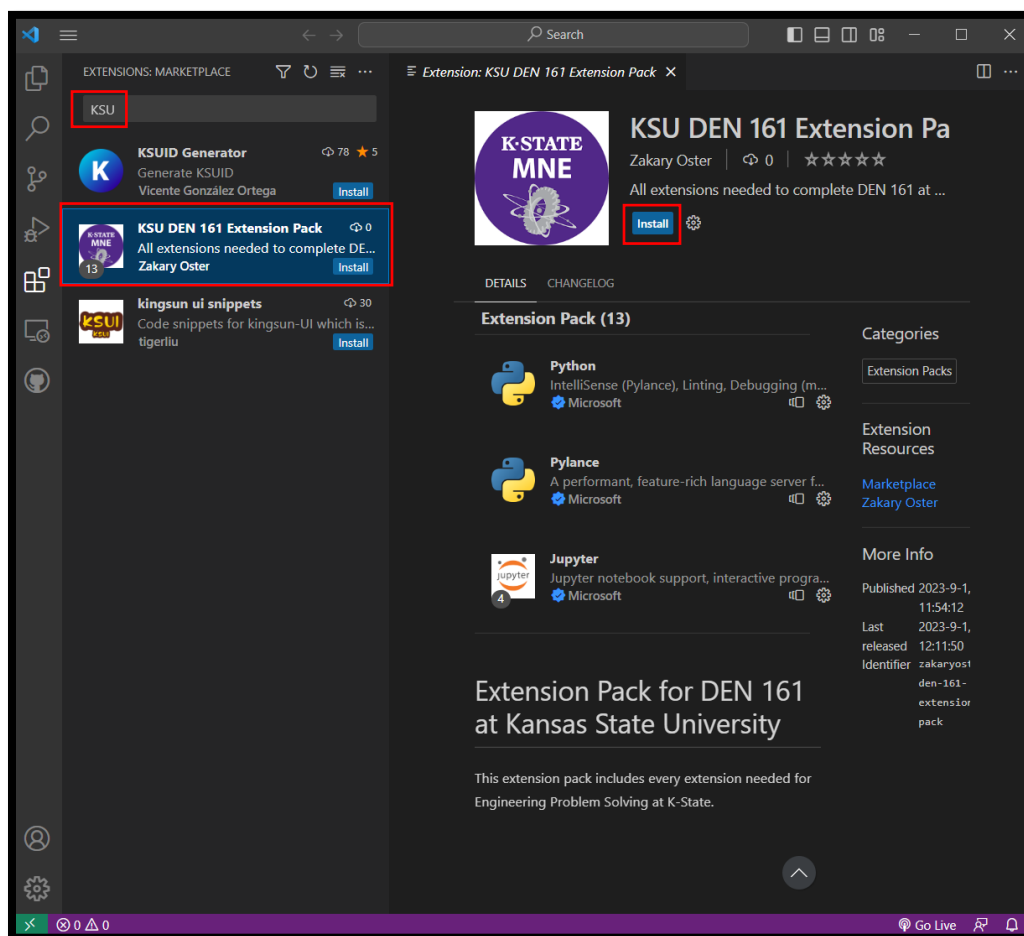 Search
EXTENSIONS: MARKETPLACE
KSU
K
KSUID Generator
78 ★ 5
Generate KSUID
Vicente González Ortega
Install
K·STATE
MNE
13
KSU DEN 161 Extension Pack
0
All extensions needed to complete DE...
Zakary Oster
Install
KSUI
KSUI
kingsun ui snippets
30
Code snippets for kingsun-UI which is...
tigerliu
Install
Extension: KSU DEN 161 Extension Pack
K·STATE
MNE
KSU DEN 161 Extension Pa
Zakary Oster
0
All extensions needed to complete DEN 161 at ...
Install
DETAILS
CHANGELOG
Extension Pack (13)
Python
IntelliSense (Pylance), Linting, Debugging (m...
Microsoft
Pylance
A performant, feature-rich language server f...
Microsoft
jupyter
4
Jupyter
Jupyter notebook support, interactive progra...
Microsoft
Extension Pack for DEN 161
at Kansas State University
This extension pack includes every extension needed for
Engineering Problem Solving at K-State.
Categories
Extension Packs
Extension
Resources
Marketplace
Zakary Oster
More Info
Published 2023-9-1,
11:54:12
Last 2023-9-1,
released 12:11:50
Identifier zakaryost
den-161-
extension
pack
0
0
Go Live